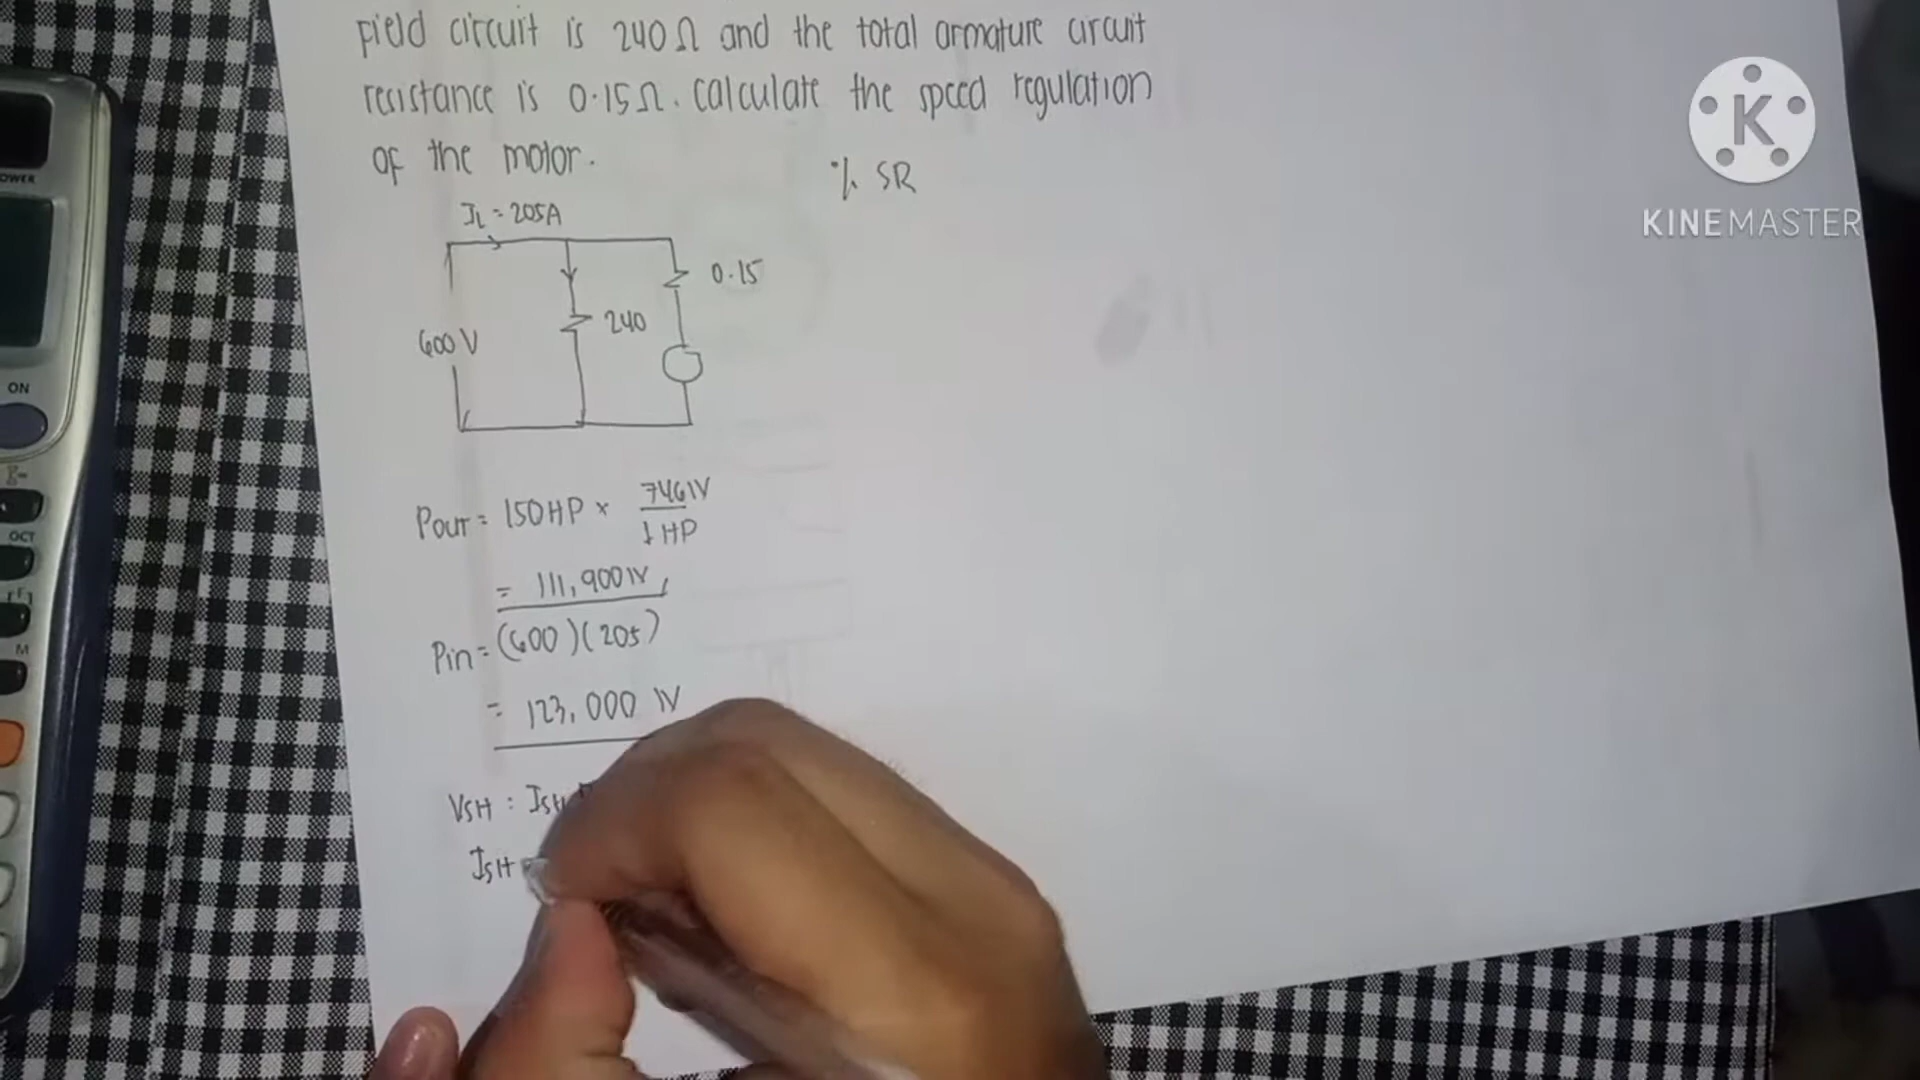 Field circuit is 240Ω and the total armature circuit
resistance is 0.15Ω. calculate the speed regulation
of the motor.
% SR
IL = 205A
0.15
240
600 V
POUT = 150HP × 746W
1 HP
= 111,900W
Pin = (600)(205)
= 123,000 W
VSH : ISH
ISH
K
KINEMASTER
ON
OCT
M